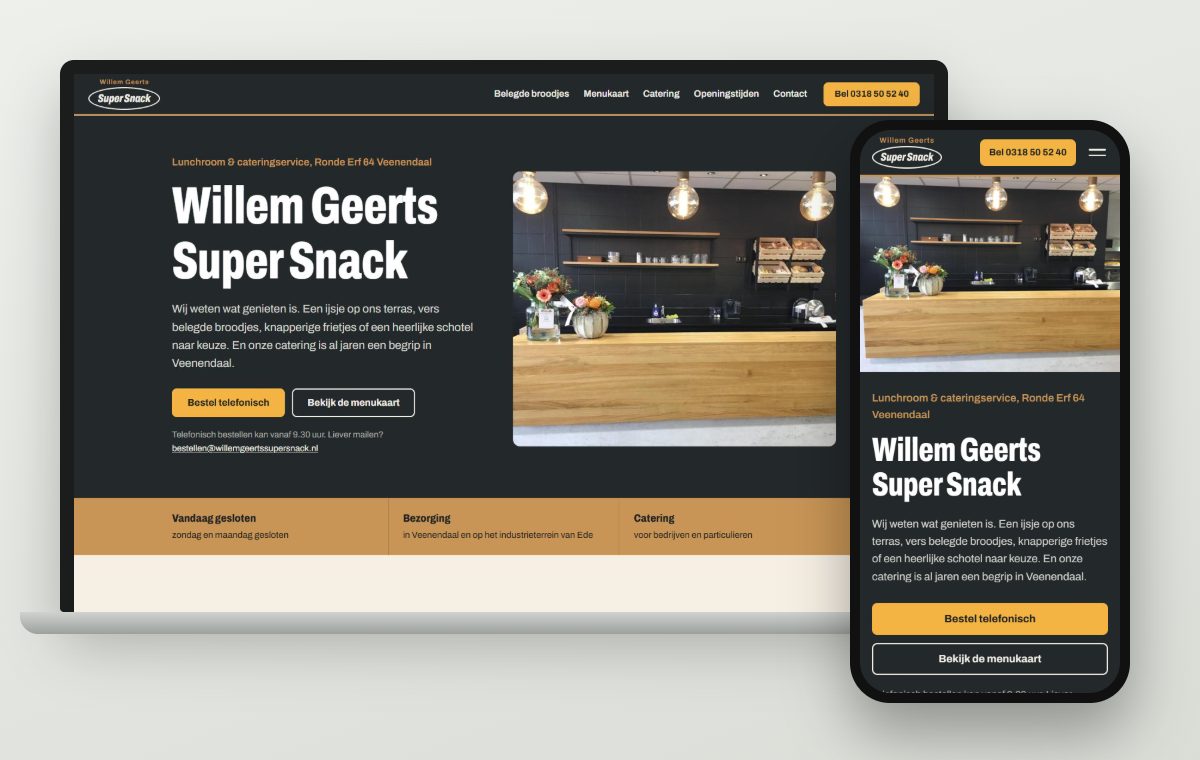 Willem Geerts
Super Snack
Belegde broodjes Menukaart Catering Openingstijden Contact Bel 0318 50 52 40
Lunchroom & cateringservice, Ronde Erf 64 Veenendaal
Willem Geerts
Super Snack
Wij weten wat genieten is. Een ijsje op ons terras, vers
belegde broodjes, knapperige frietjes of een heerlijke schotel
naar keuze. En onze catering is al jaren een begrip in
Veenendaal.
Bestel telefonisch Bekijk de menukaart
Telefonisch bestellen kan vanaf 9.30 uur. Liever mailen?
bestellen@willemgeertssupersnack.nl
Vandaag gesloten
zondag en maandag gesloten
Bezorging
in Veenendaal en op het industrieterrein van Ede
Catering
voor bedrijven en particulieren
Willem Geerts
Super Snack
Bel 0318 50 52 40
Lunchroom & cateringservice, Ronde Erf 64
Veenendaal
Willem Geerts
Super Snack
Wij weten wat genieten is. Een ijsje op ons
terras, vers belegde broodjes, knapperige frietjes
of een heerlijke schotel naar keuze. En onze
catering is al jaren een begrip in Veenendaal.
Bestel telefonisch
Bekijk de menukaart